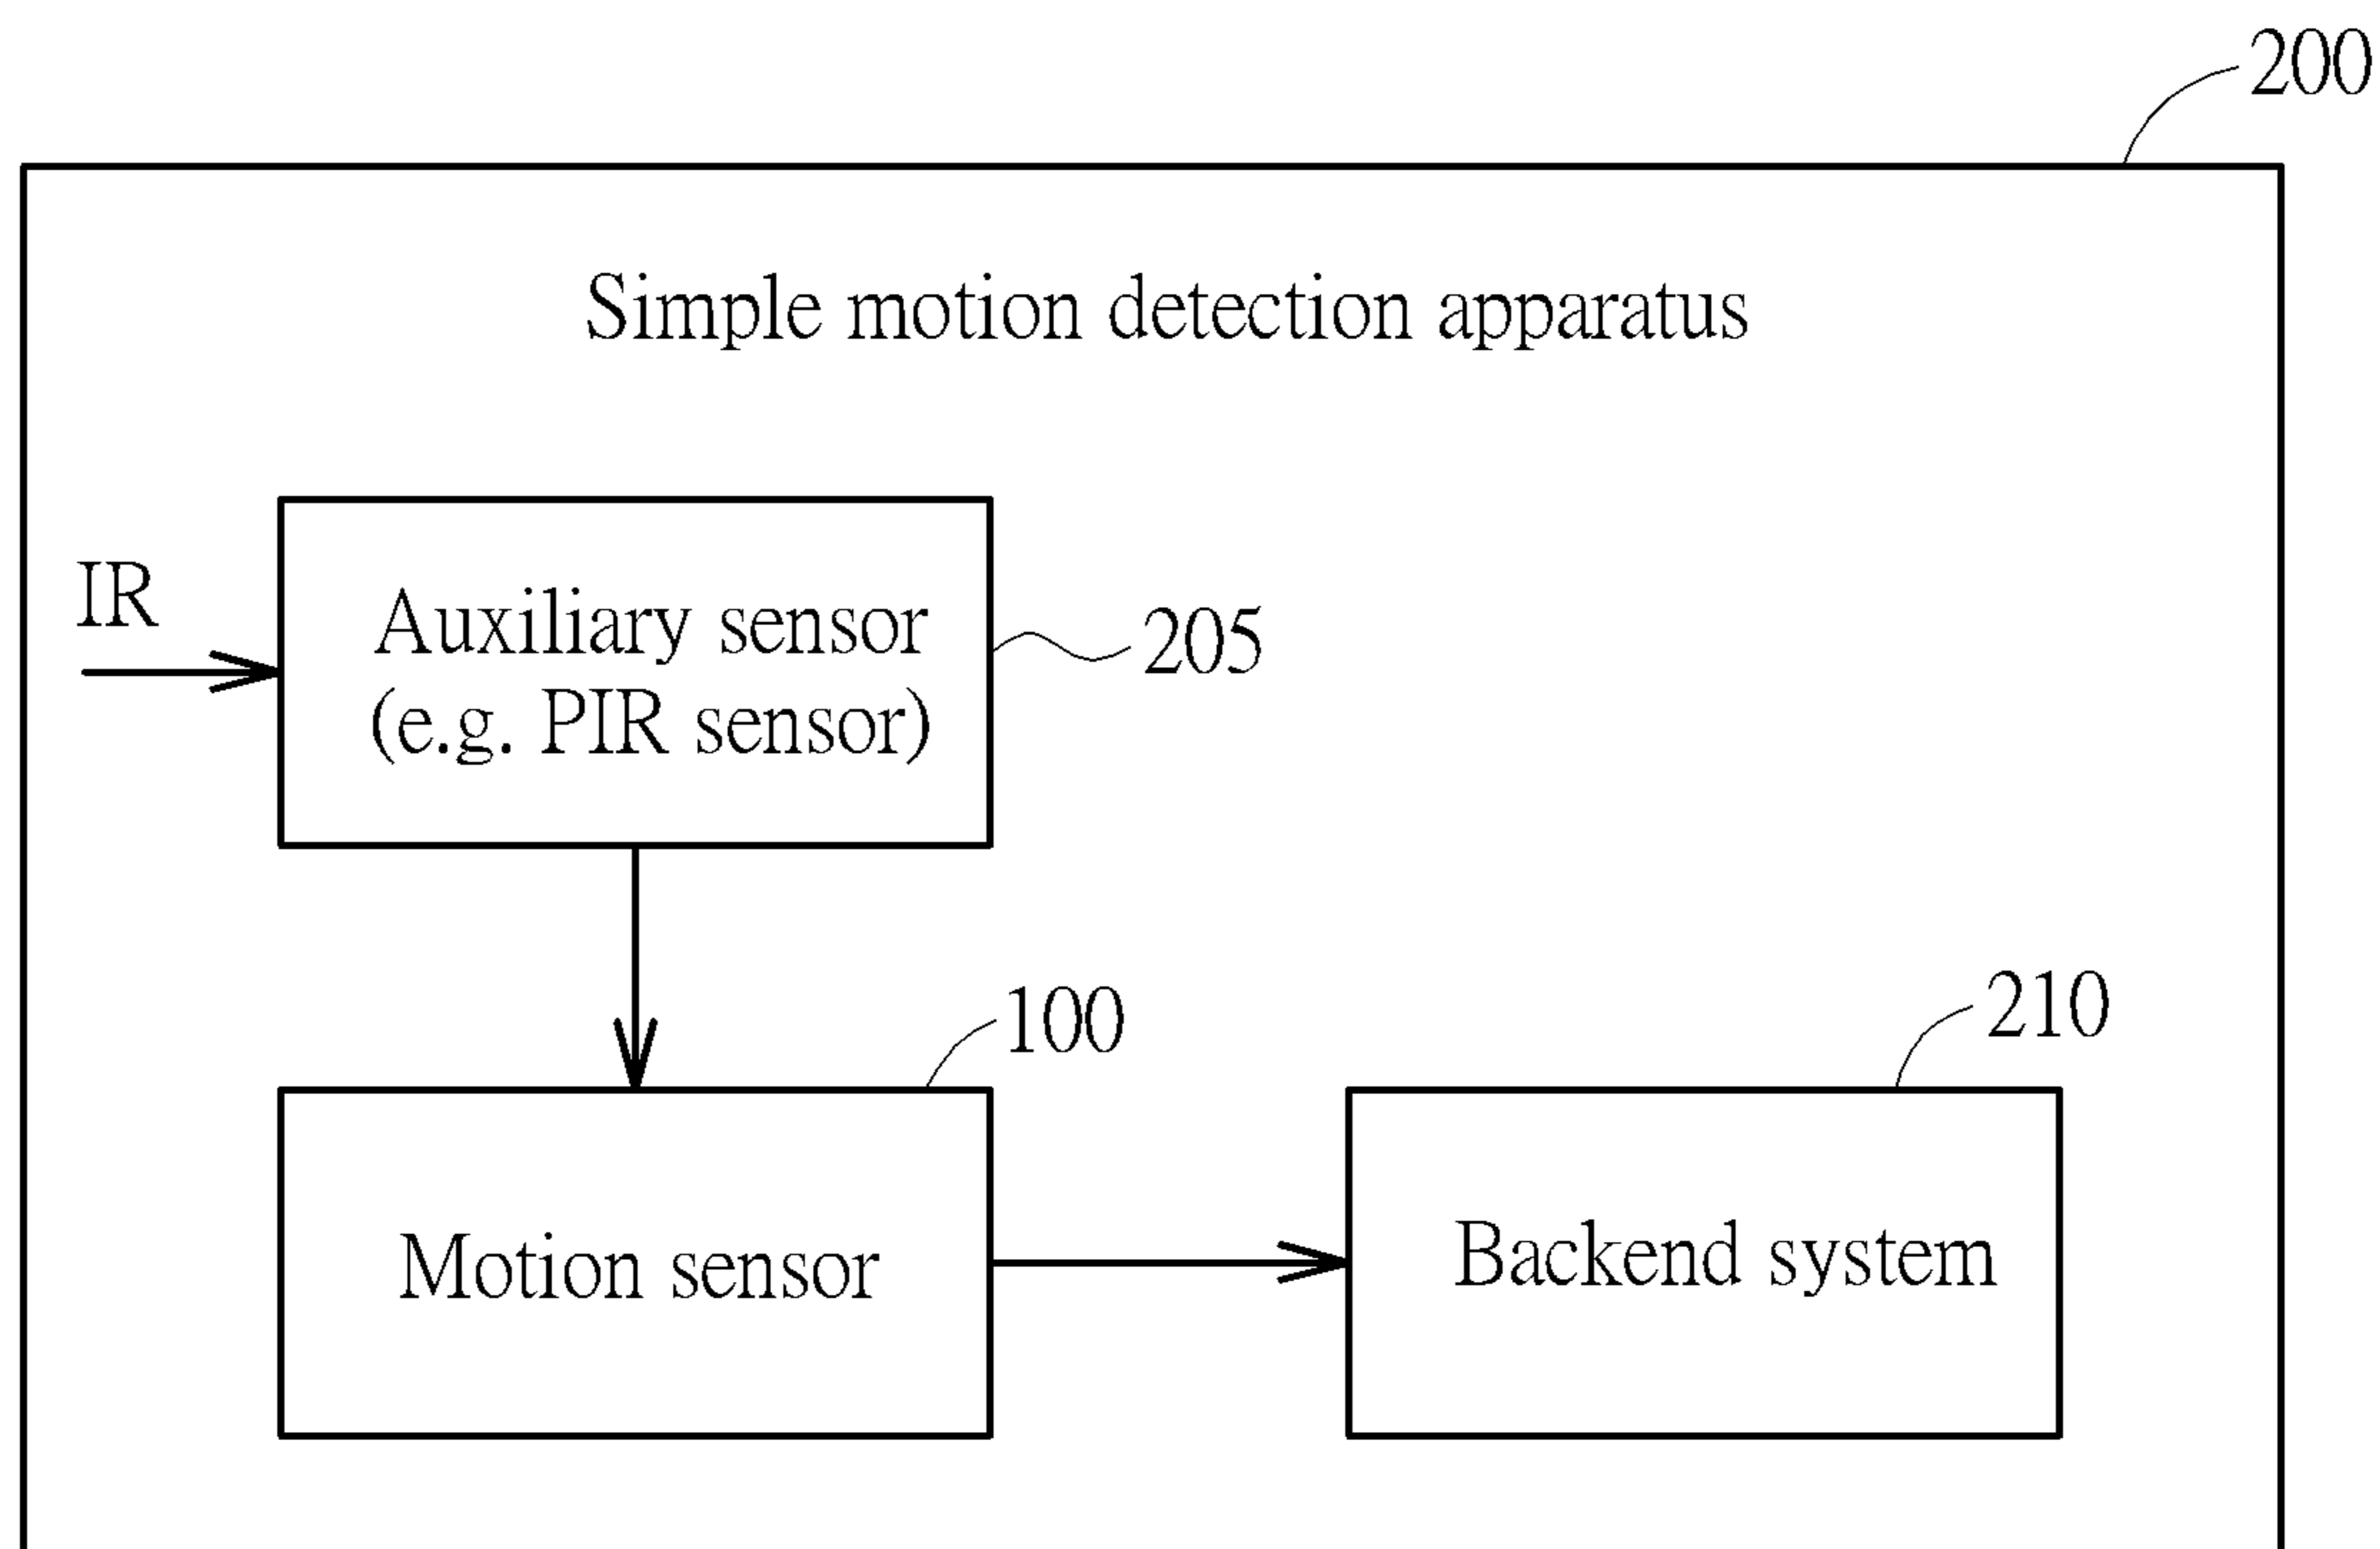 200
Simple motion detection apparatus
IR
Auxiliary sensor
(e.g. PIR sensor)
205
100
210
Motion sensor
Backend system